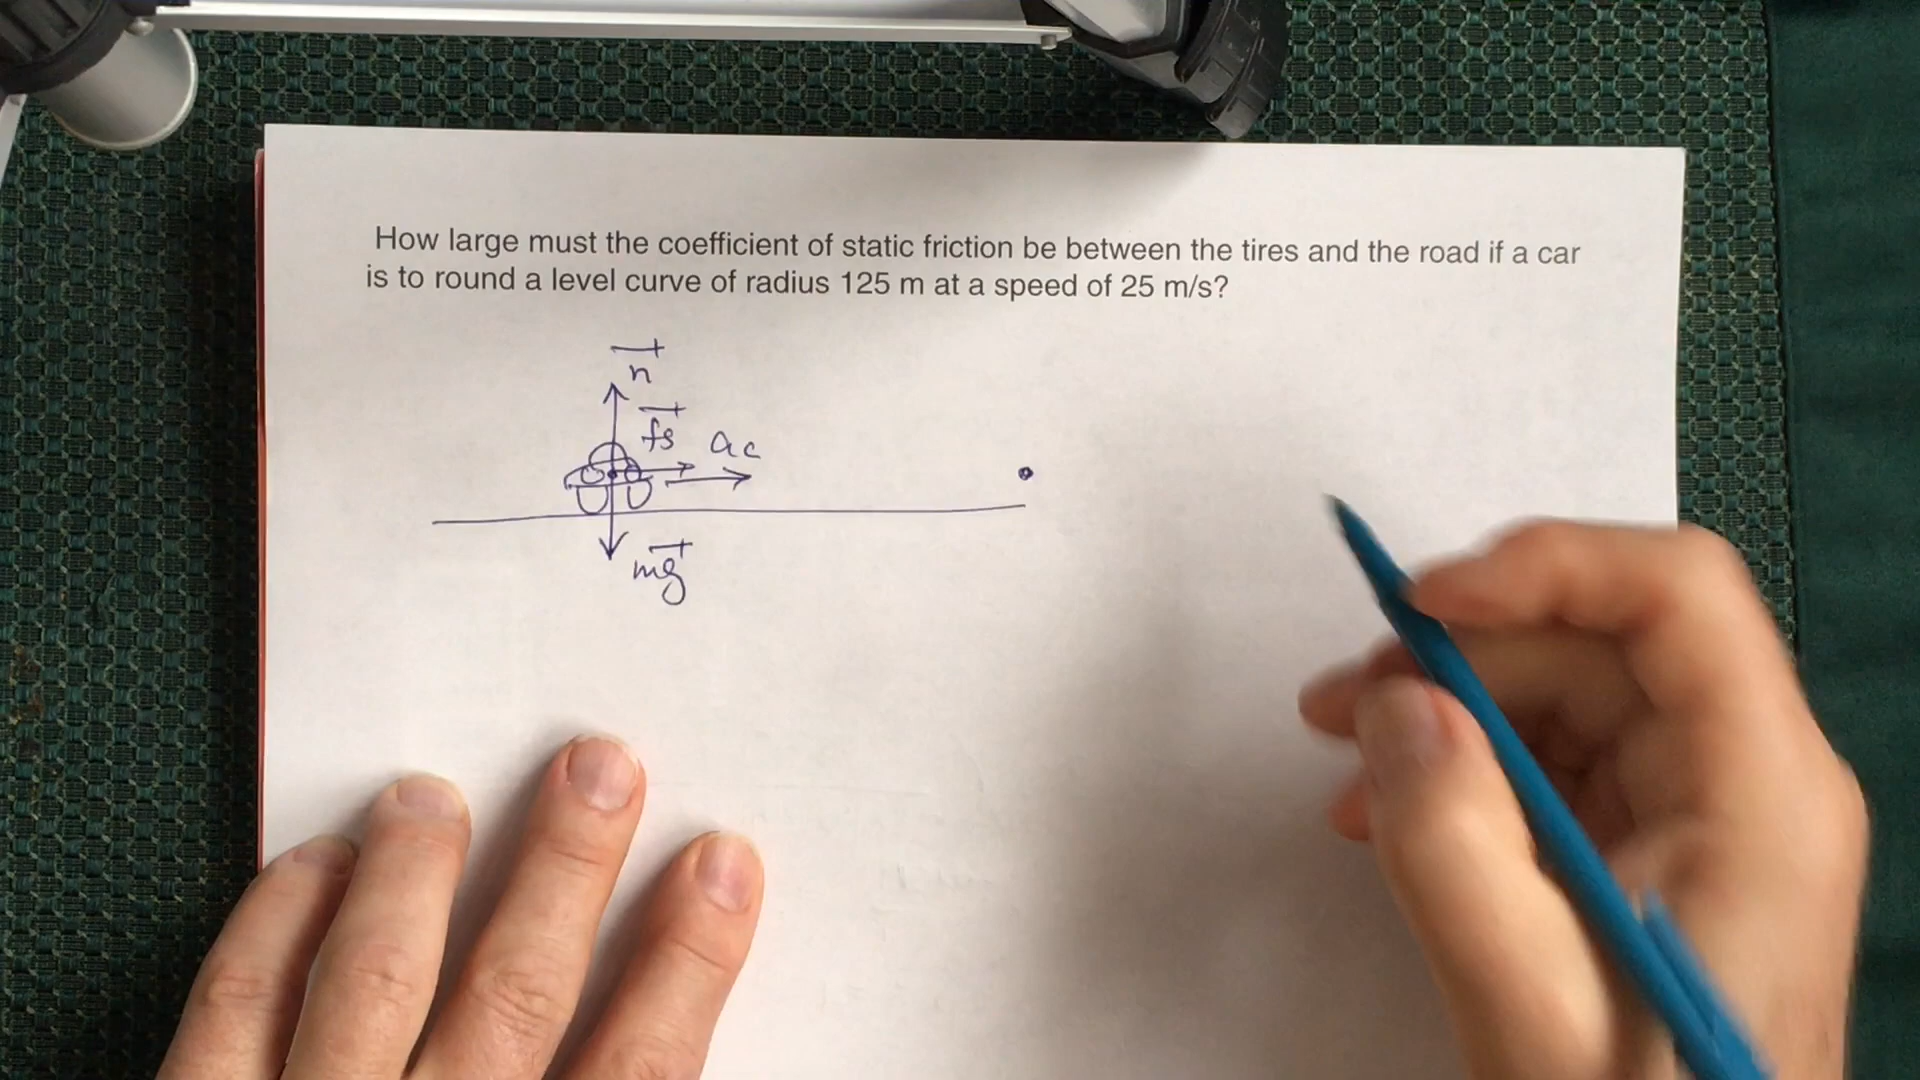 How large must the coefficient of static friction be between the tires and the road if a car
is to round a level curve of radius 125 m at a speed of 25 m/s?
n
fs ac
mg